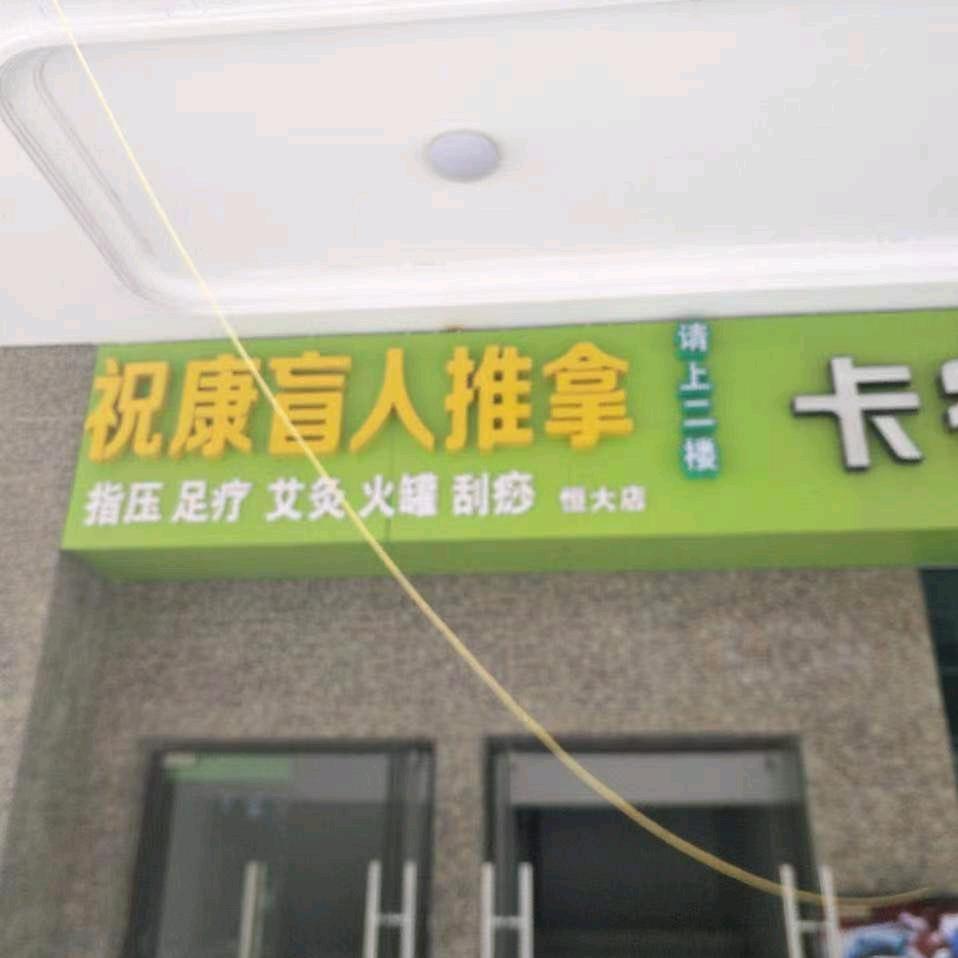 祝康盲人推拿
指压 足疗 艾灸 火罐 刮痧 恒大店
请上二楼
卡